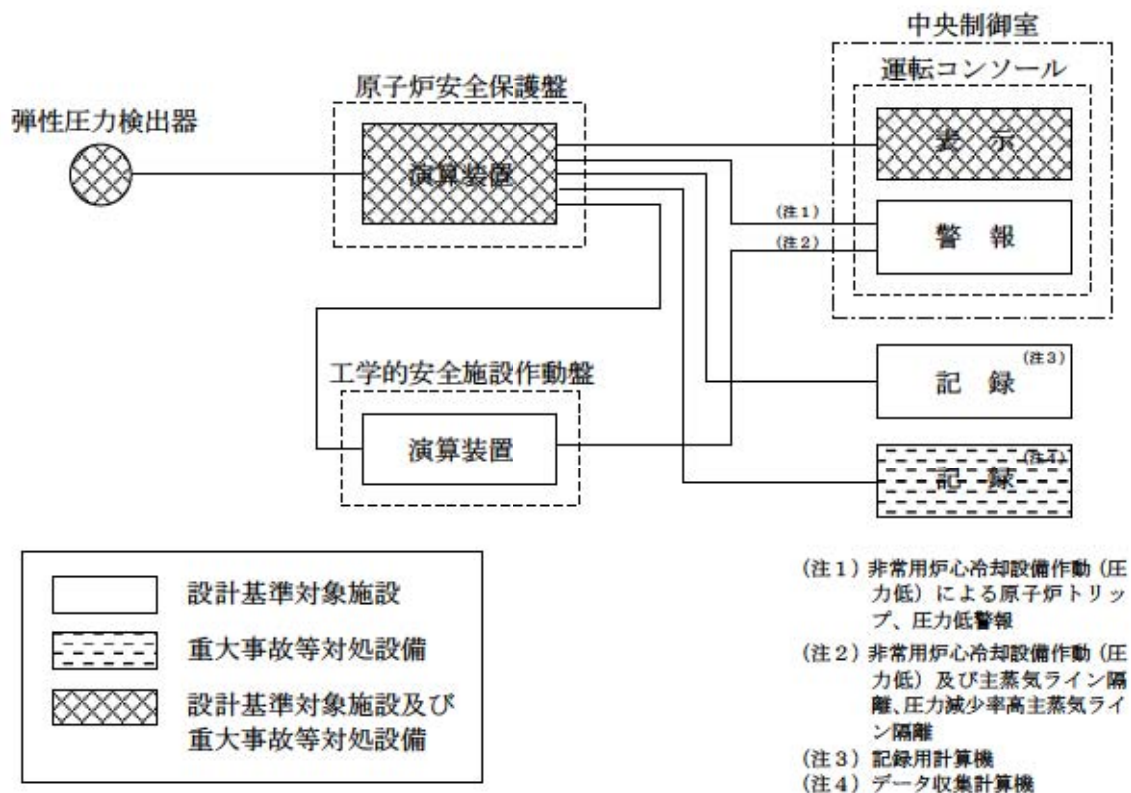 中央制御室
運転コンソール
原子炉安全保護盤
弾性圧力検出器
表 示
演算装置
(注1)
警 報
(注2)
(注3)
記 録
工学的安全施設作動盤
演算装置
(注4)
記 録
設計基準対象施設
重大事故等対処設備
設計基準対象施設及び
重大事故等対処設備
(注1) 非常用炉心冷却設備作動(圧
力低)による原子炉トリッ
プ、圧力低警報
(注2) 非常用炉心冷却設備作動(圧
力低)及び主蒸気ライン隔
離、圧力減少率高主蒸気ライ
ン隔離
(注3) 記録用計算機
(注4) データ収集計算機